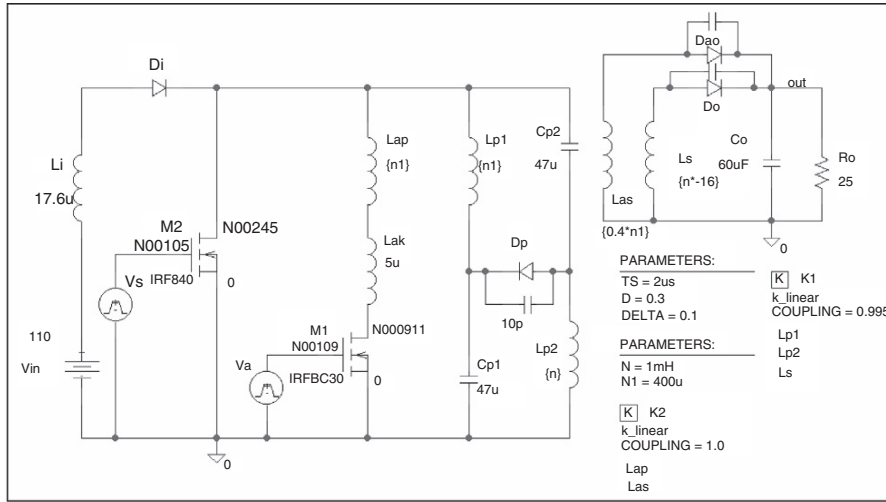 Di
Li
17.6u
M2
N00245
N00105
IRF840
0
Vs
110
Vin
0
Lap
{n1}
Lak
5u
M1
N000911
N00109
IRFBC30
0
Va
Lp1
{n1}
Cp2
47u
Dp
10p
Cp1
47u
Lp2
{n}
Dao
Do
out
Ls
{n*-16}
Las
{0.4*n1}
Co
60uF
Ro
25
0
PARAMETERS:
TS = 2us
D = 0.3
DELTA = 0.1
PARAMETERS:
N = 1mH
N1 = 400u
K K1
k_linear
COUPLING = 0.995
Lp1
Lp2
Ls
K K2
k_linear
COUPLING = 1.0
Lap
Las